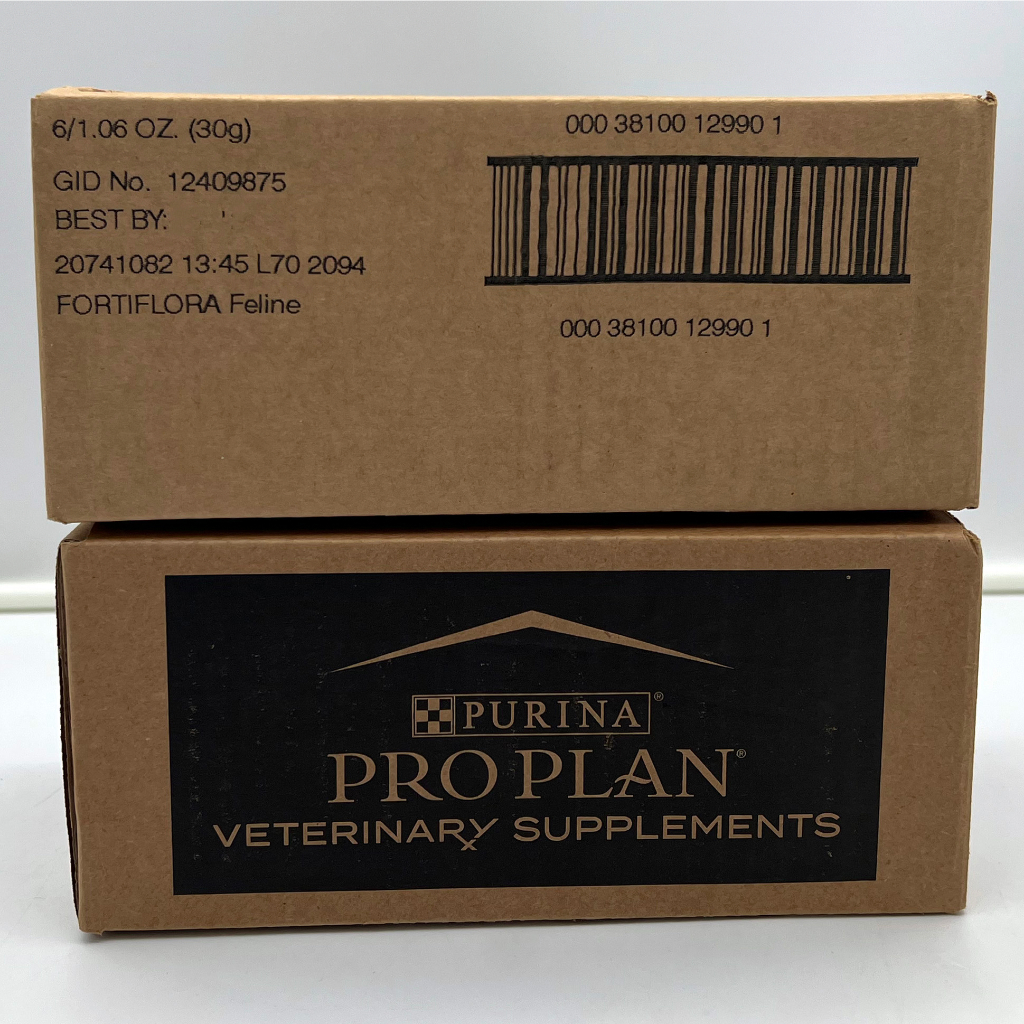 6/1.06 OZ. (30g)
GID No. 12409875
BEST BY:
20741082 13:45 L70 2094
FORTIFLORA Feline
000 38100 12990 1
000 38100 12990 1
PURINA®
PRO PLAN®
VETERINARY SUPPLEMENTS